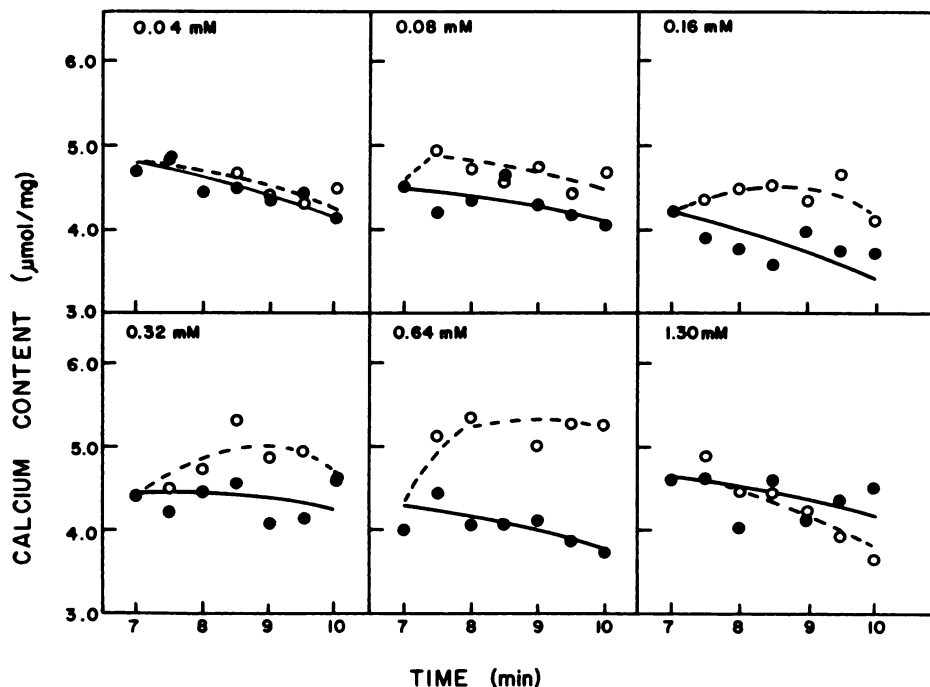 0.04 mM
0.08 mM
0.16 mM
6.0
5.0
4.0
3.0
0.32 mM
0.64 mM
1.30 mM
6.0
5.0
4.0
3.0
7 8 9 10 7 8 9 10 7 8 9 10
CALCIUM CONTENT (μmol/mg)
TIME (min)